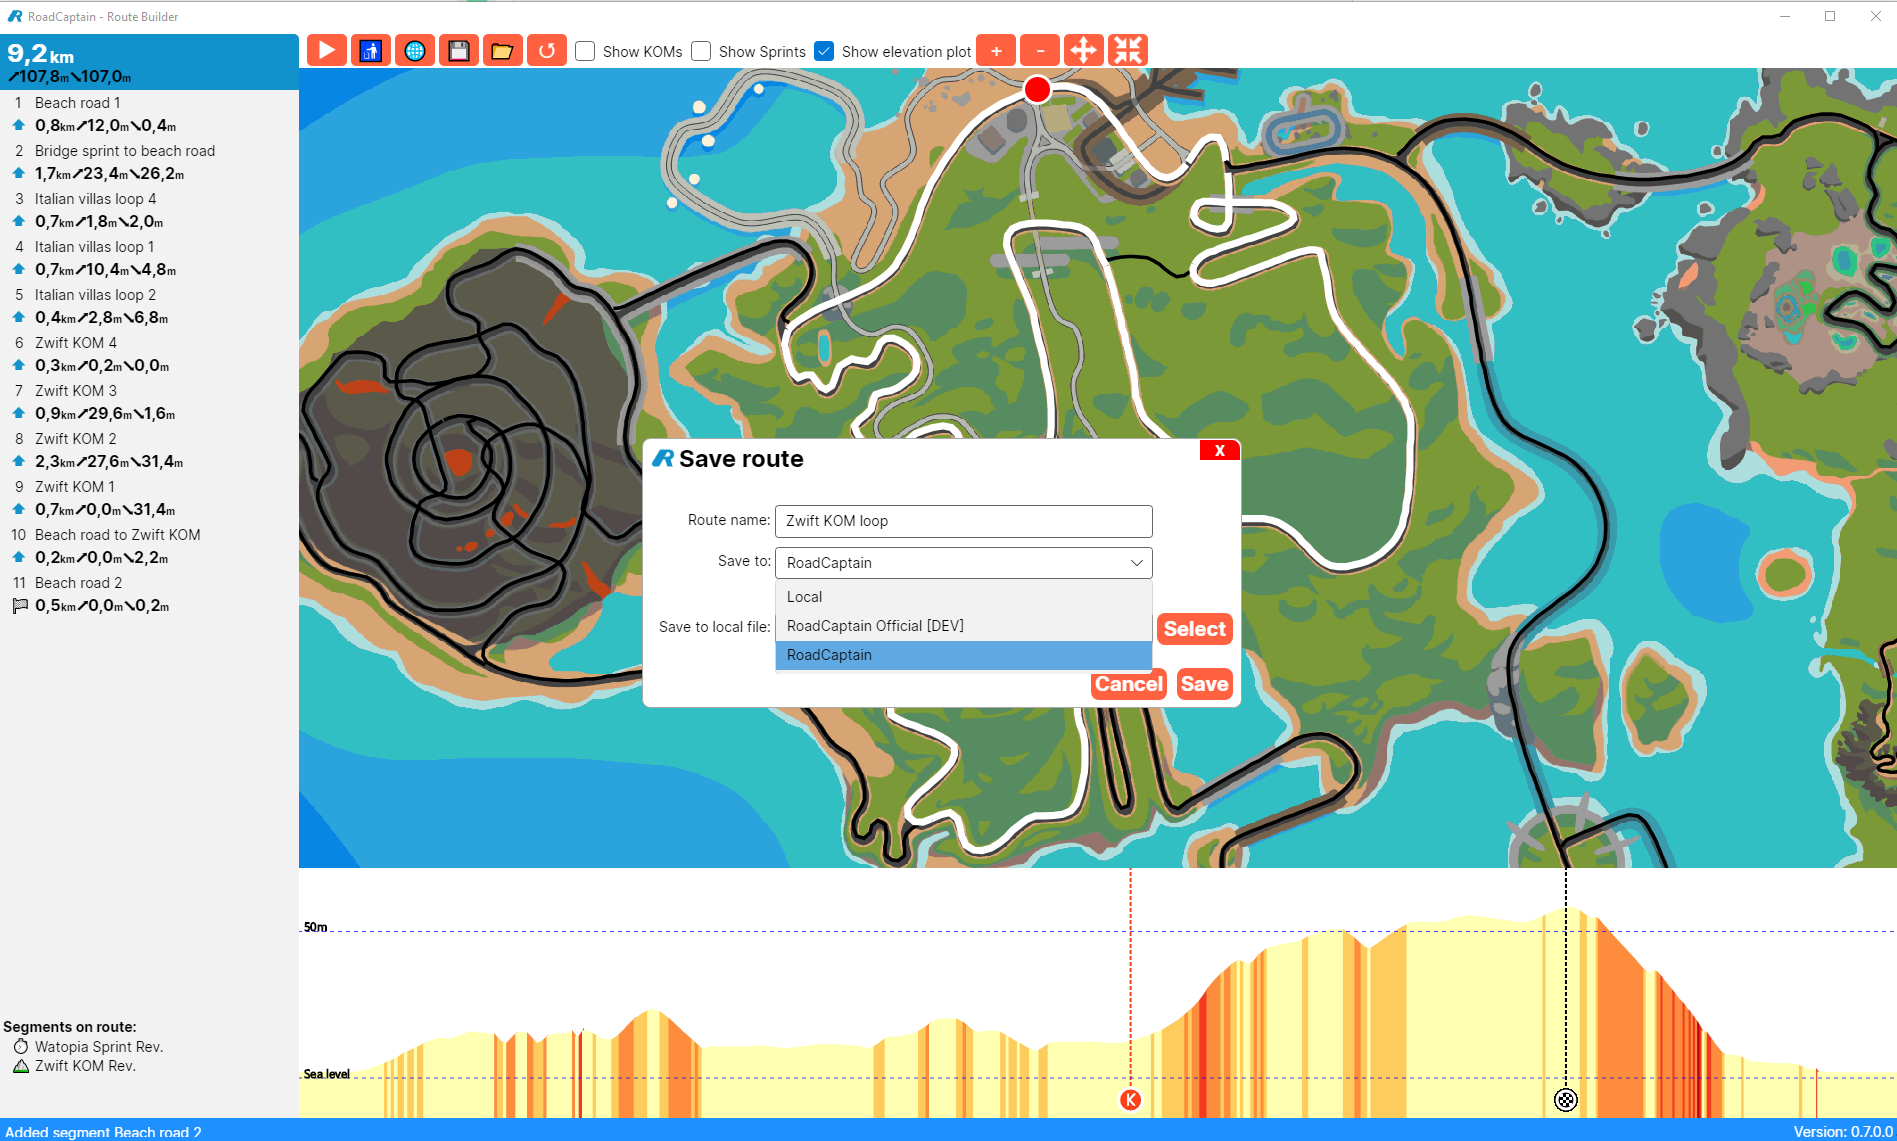 RoadCaptain - Route Builder
9,2 km
107,8m 107,0m
Show KOMs
Show Sprints
Show elevation plot
+
-
1 Beach road 1
0,8km 12,0m 0,4m
2 Bridge sprint to beach road
1,7km 23,4m 26,2m
3 Italian villas loop 4
0,7km 1,8m 2,0m
4 Italian villas loop 1
0,7km 10,4m 4,8m
5 Italian villas loop 2
0,4km 2,8m 6,8m
6 Zwift KOM 4
0,3km 0,2m 0,0m
7 Zwift KOM 3
0,9km 29,6m 1,6m
8 Zwift KOM 2
2,3km 27,6m 31,4m
9 Zwift KOM 1
0,7km 0,0m 31,4m
10 Beach road to Zwift KOM
0,2km 0,0m 2,2m
11 Beach road 2
0,5km 0,0m 0,2m
Segments on route:
Watopia Sprint Rev.
Zwift KOM Rev.
Save route
X
Route name: Zwift KOM loop
Save to: RoadCaptain
Local
RoadCaptain Official [DEV]
RoadCaptain
Save to local file:
Select
Cancel
Save
50m
Sea level
K
Added segment Beach road 2
Version: 0.7.0.0